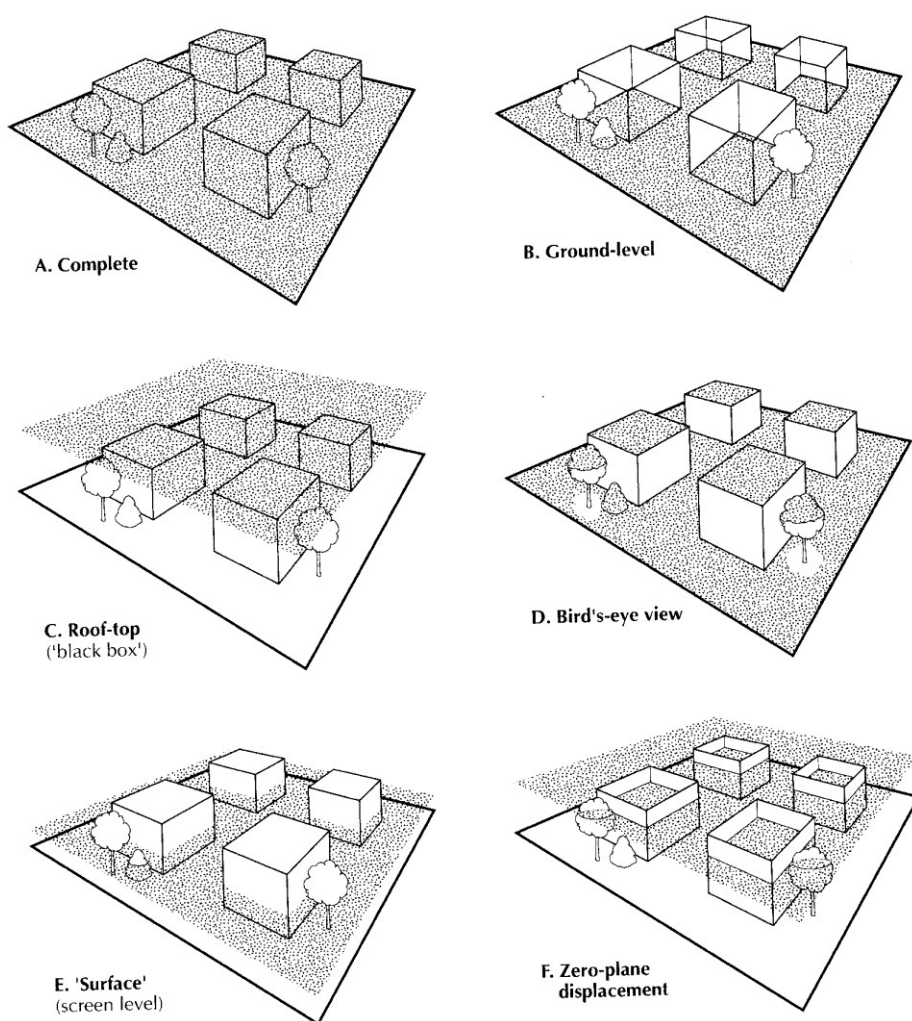 A. Complete
B. Ground-level
C. Roof-top
('black box')
D. Bird's-eye view
E. 'Surface'
(screen level)
F. Zero-plane
displacement